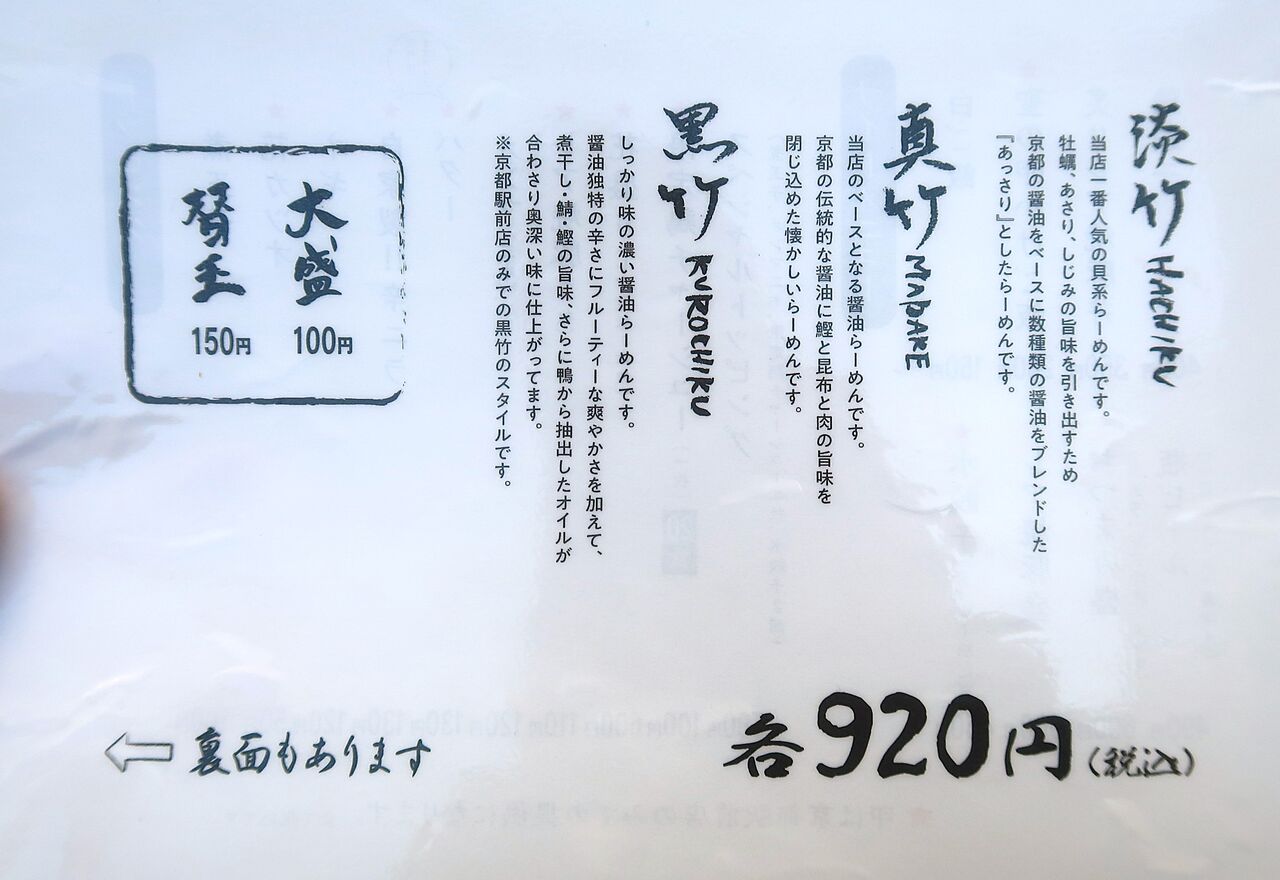 淡竹 HACHIKU
当店一番人気の貝系らーめんです。
牡蠣、あさり、しじみの旨味を引き出すため
京都の醤油をベースに数種類の醤油をブレンドした
『あっさり』としたらーめんです。
真竹 MADAKE
当店のベースとなる醤油らーめんです。
京都の伝統的な醤油に鰹と昆布と肉の旨味を
閉じ込めた懐かしいらーめんです。
黒竹 KUROCHIKU
しっかり味の濃い醤油らーめんです。
醤油独特の辛さにフルーティーな爽やかさを加えて、
煮干し・鯖・鰹の旨味、さらに鴨から抽出したオイルが
合わさり奥深い味に仕上がってます。
※京都駅前店のみでの黒竹のスタイルです。
大盛 100円
替玉 150円
各920円(税込)
裏面もあります